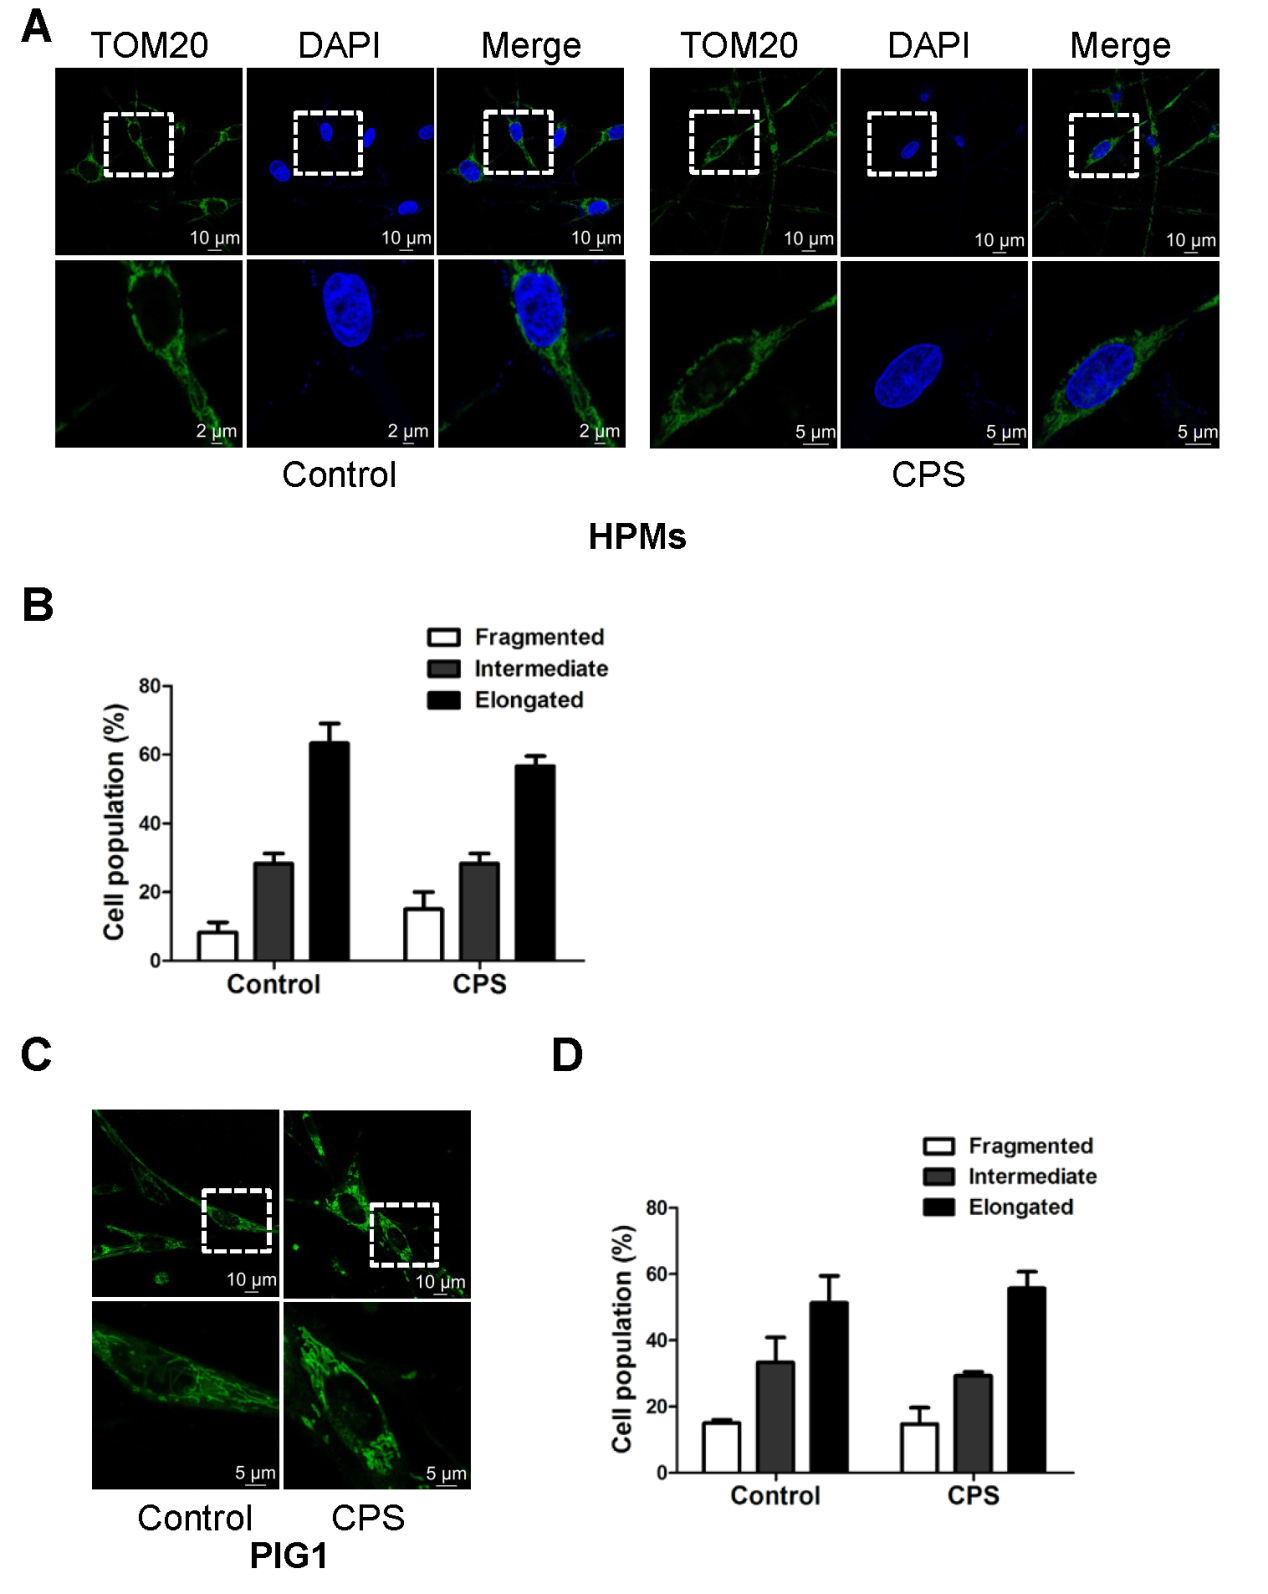 A
TOM20 DAPI Merge TOM20 DAPI Merge
10 µm 10 µm 10 µm 10 µm 10 µm 10 µm
2 µm 2 µm 2 µm 5 µm 5 µm 5 µm
Control CPS
HPMs
B
Fragmented
Intermediate
Elongated
Cell population (%)
80
60
40
20
0
Control CPS
C
10 µm 10 µm
5 µm 5 µm
Control CPS
PIG1
D
Fragmented
Intermediate
Elongated
Cell population (%)
80
60
40
20
0
Control CPS